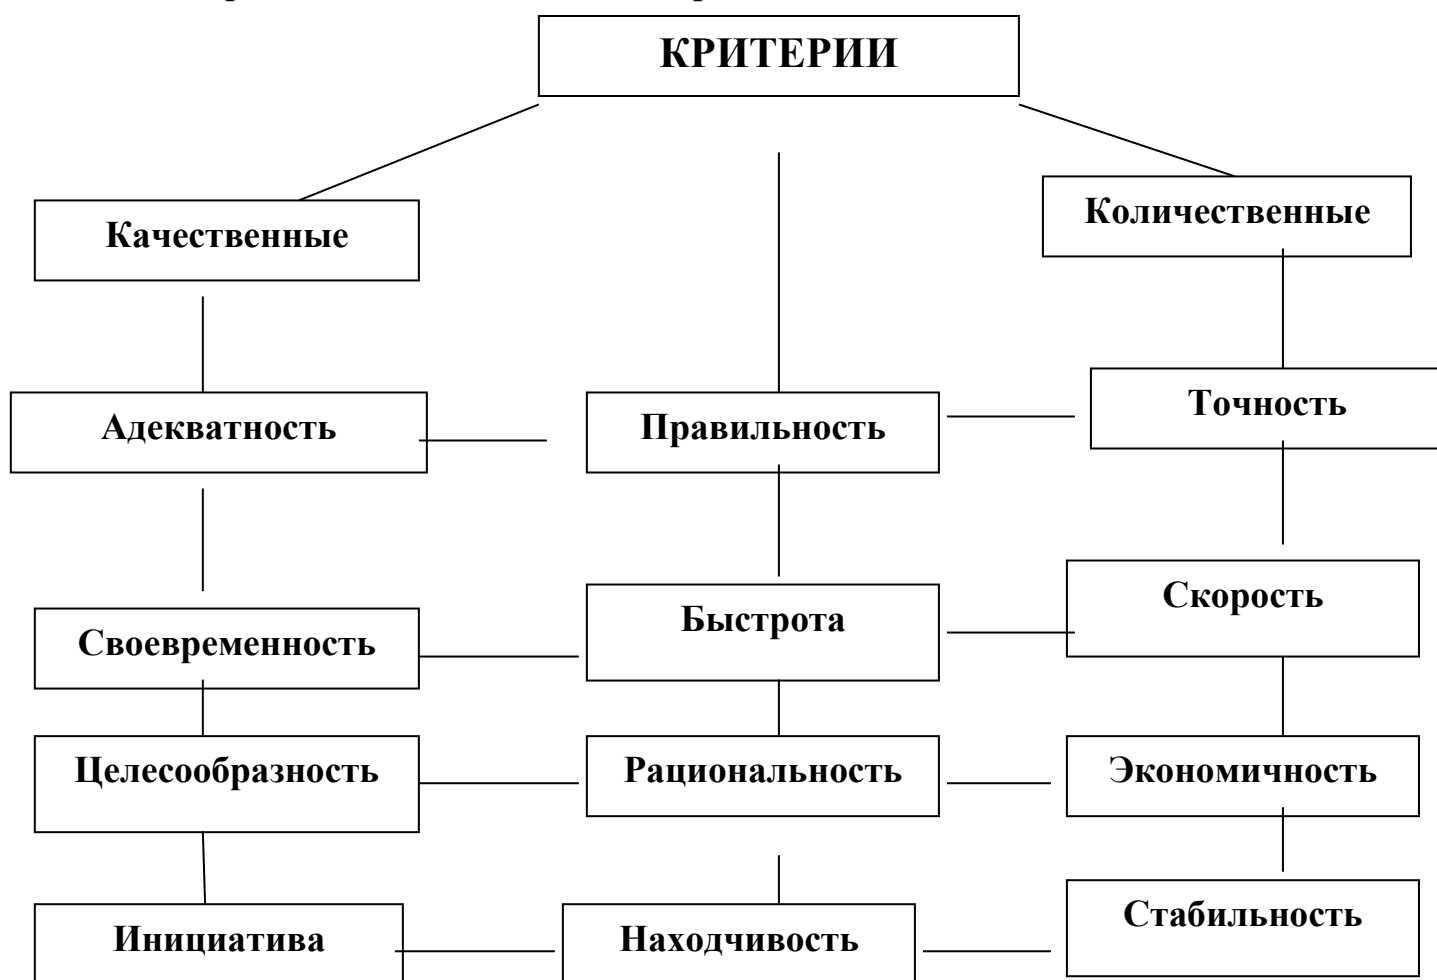 КРИТЕРИИ
Качественные
Количественные
Адекватность
Правильность
Точность
Своевременность
Быстрота
Скорость
Целесообразность
Рациональность
Экономичность
Инициатива
Находчивость
Стабильность